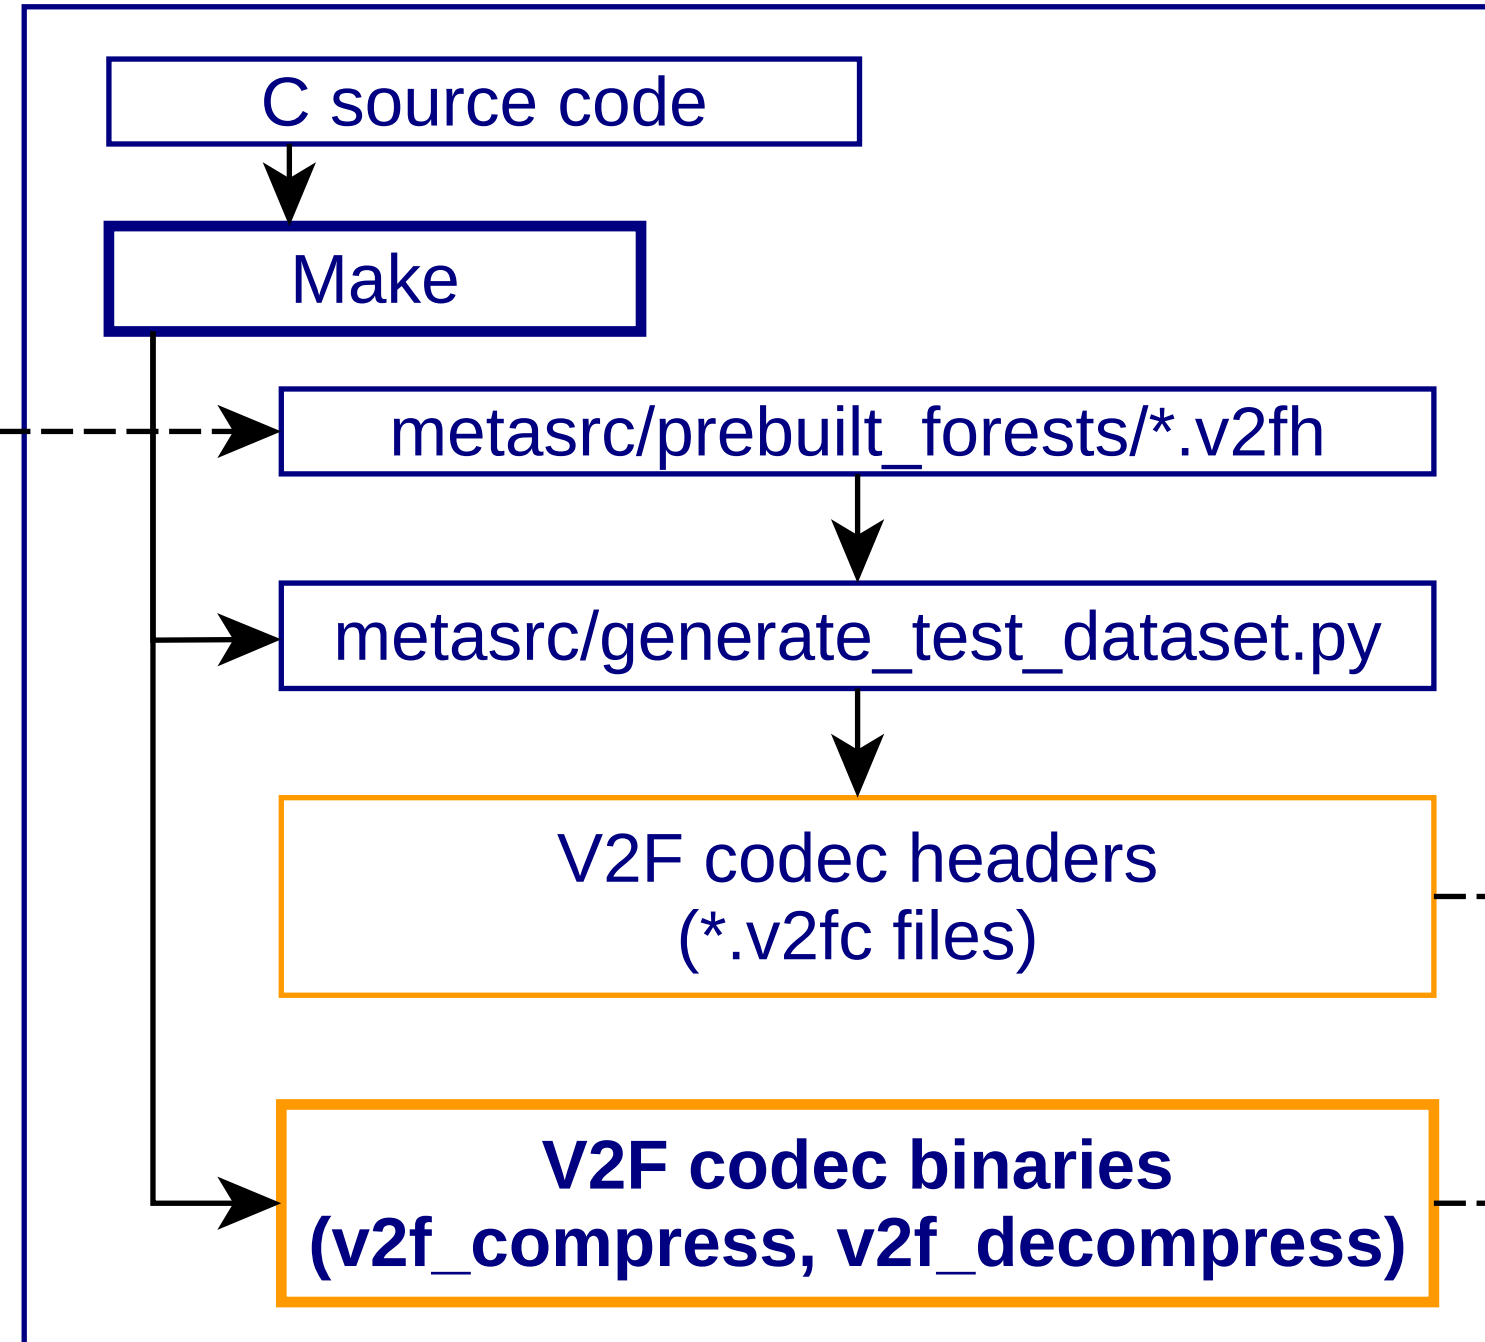 C source code
Make
metasrc/prebuilt_forests/*.v2fh
metasrc/generate_test_dataset.py
V2F codec headers
(*.v2fc files)
V2F codec binaries
(v2f_compress, v2f_decompress)